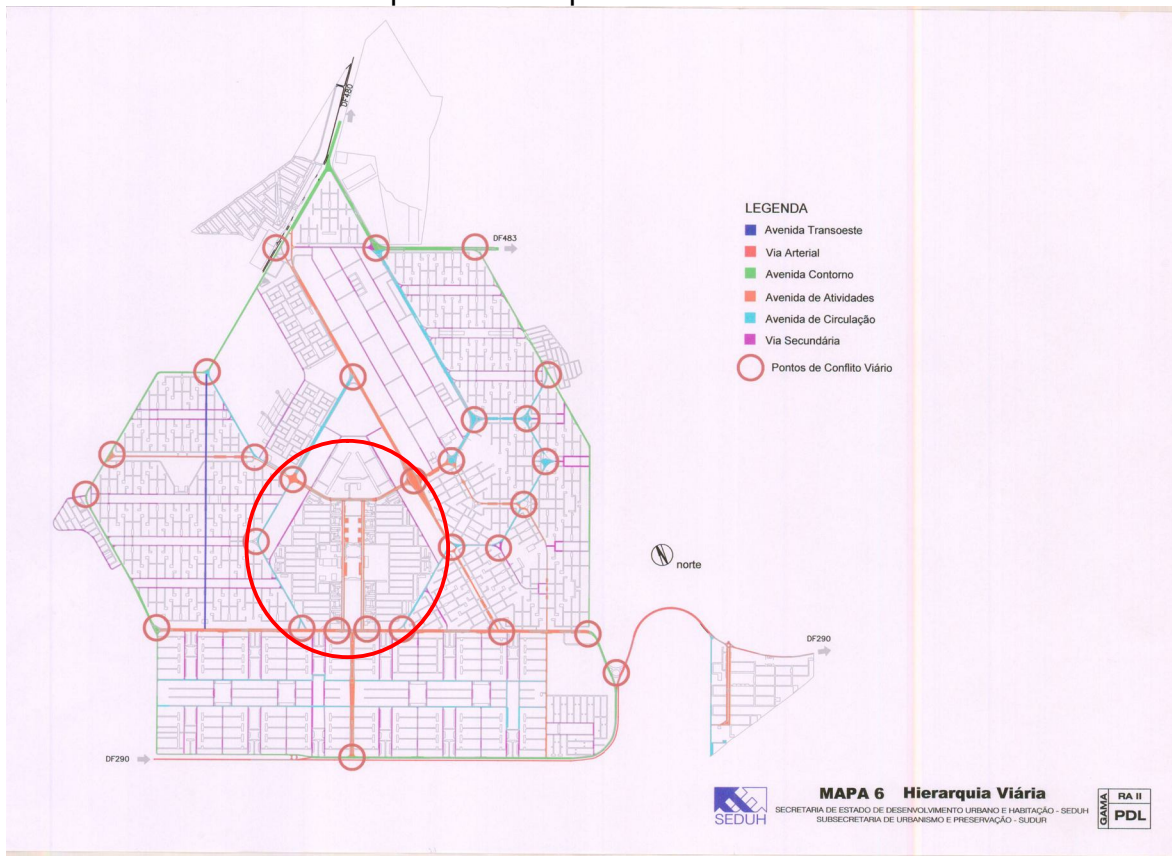 DF480
DF483
LEGENDA
Avenida Transoeste
Via Arterial
Avenida Contorno
Avenida de Atividades
Avenida de Circulação
Via Secundária
Pontos de Conflito Viário
norte
DF290
DF290
SEDUH
MAPA 6 Hierarquia Viária
SECRETARIA DE ESTADO DE DESENVOLVIMENTO URBANO E HABITAÇÃO - SEDUH
SUBSECRETARIA DE URBANISMO E PRESERVAÇÃO - SUDUR
GAMA
RA II
PDL